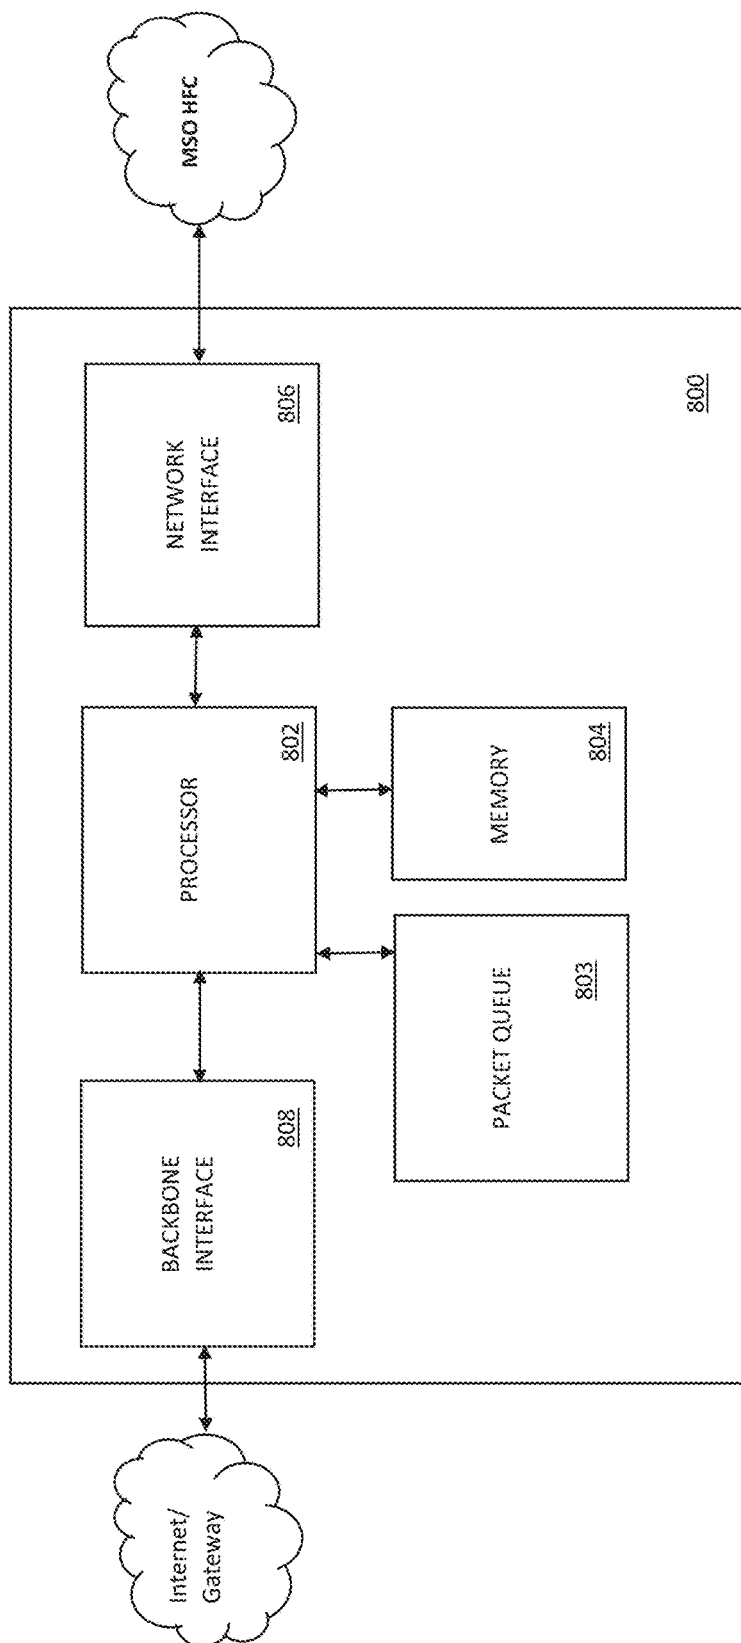 Internet/
Gateway
BACKBONE
INTERFACE
808
PROCESSOR
802
NETWORK
INTERFACE
806
MSO HFC
PACKET QUEUE
803
MEMORY
804
800